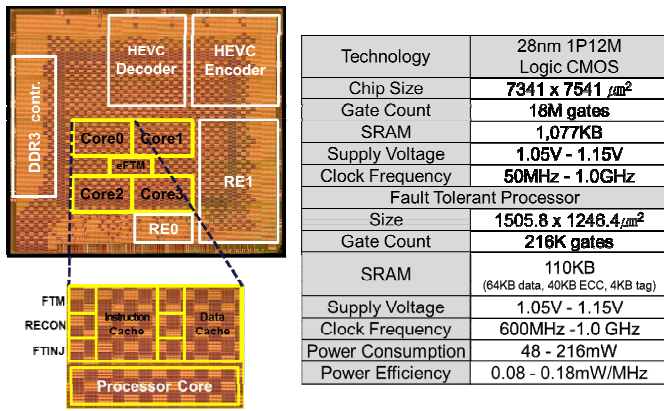 HEVC
Decoder
HEVC
Encoder
DDR3 contr.
Core0
Core1
eFTM
Core2
Core3
RE1
RE0
FTM
RECON
FTINJ
Instruction
Cache
Data
Cache
Processor Core
Technology
28nm 1P12M
Logic CMOS
Chip Size
7341 x 7541 ㎛²
Gate Count
18M gates
SRAM
1,077KB
Supply Voltage
1.05V - 1.15V
Clock Frequency
50MHz - 1.0GHz
Fault Tolerant Processor
Size
1505.8 x 1246.4㎛²
Gate Count
216K gates
SRAM
110KB
(64KB data, 40KB ECC, 4KB tag)
Supply Voltage
1.05V - 1.15V
Clock Frequency
600MHz -1.0 GHz
Power Consumption
48 - 216mW
Power Efficiency
0.08 - 0.18mW/MHz